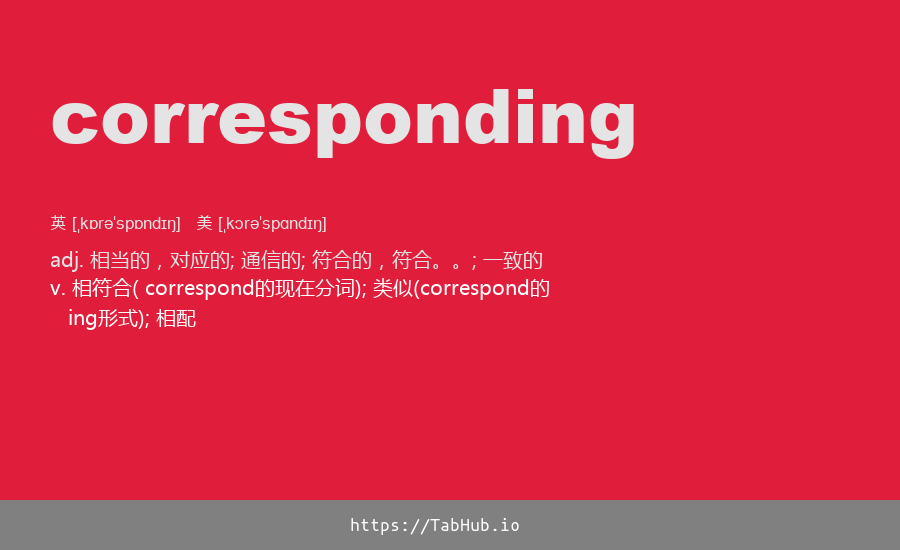 corresponding
英 [ˌkɒrəˈspɒndɪŋ] 美 [ˌkɔrəˈspɑndɪŋ]
adj. 相当的，对应的; 通信的; 符合的，符合。。; 一致的
v. 相符合( correspond的现在分词); 类似(correspond的
ing形式); 相配
https://TabHub.io